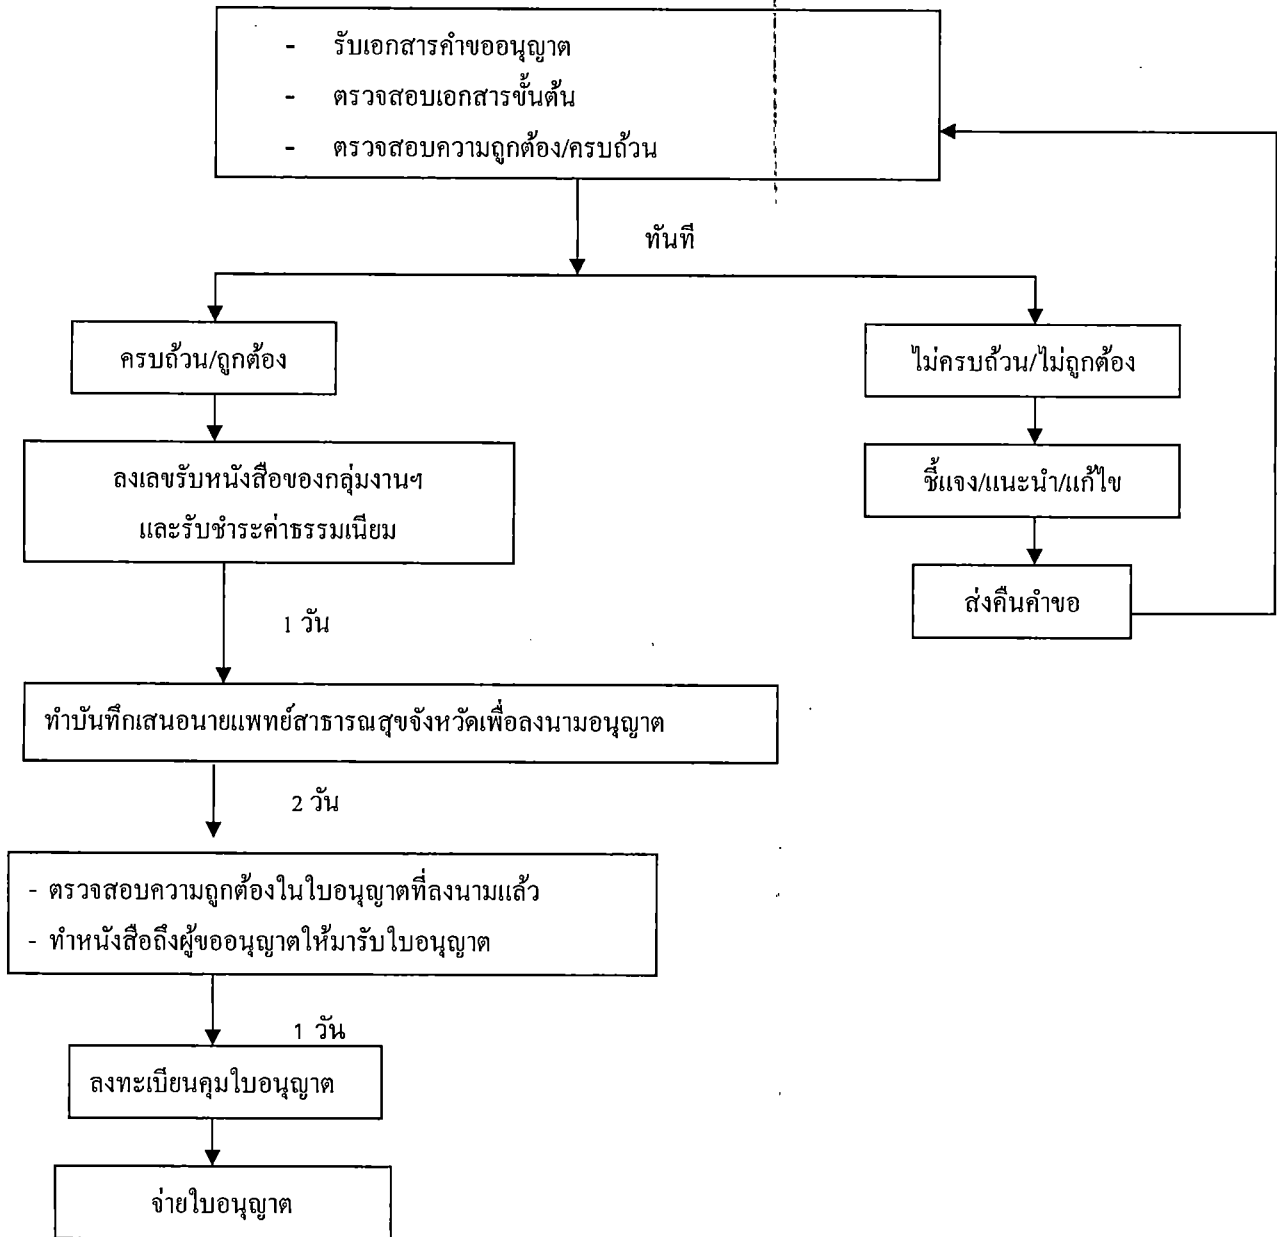 - รับเอกสารคำขออนุญาต
- ตรวจสอบเอกสารขั้นต้น
- ตรวจสอบความถูกต้อง/ครบถ้วน
ทันที
ครบถ้วน/ถูกต้อง
ไม่ครบถ้วน/ไม่ถูกต้อง
ลงเลขรับหนังสือของกลุ่มงานฯ
และรับชำระค่าธรรมเนียม
ชี้แจง/แนะนำ/แก้ไข
ส่งคืนคำขอ
1 วัน
ทำบันทึกเสนอนายแพทย์สาธารณสุขจังหวัดเพื่อลงนามอนุญาต
2 วัน
- ตรวจสอบความถูกต้องในใบอนุญาตที่ลงนามแล้ว
- ทำหนังสือถึงผู้ขออนุญาตให้มารับใบอนุญาต
1 วัน
ลงทะเบียนคุมใบอนุญาต
จ่ายใบอนุญาต